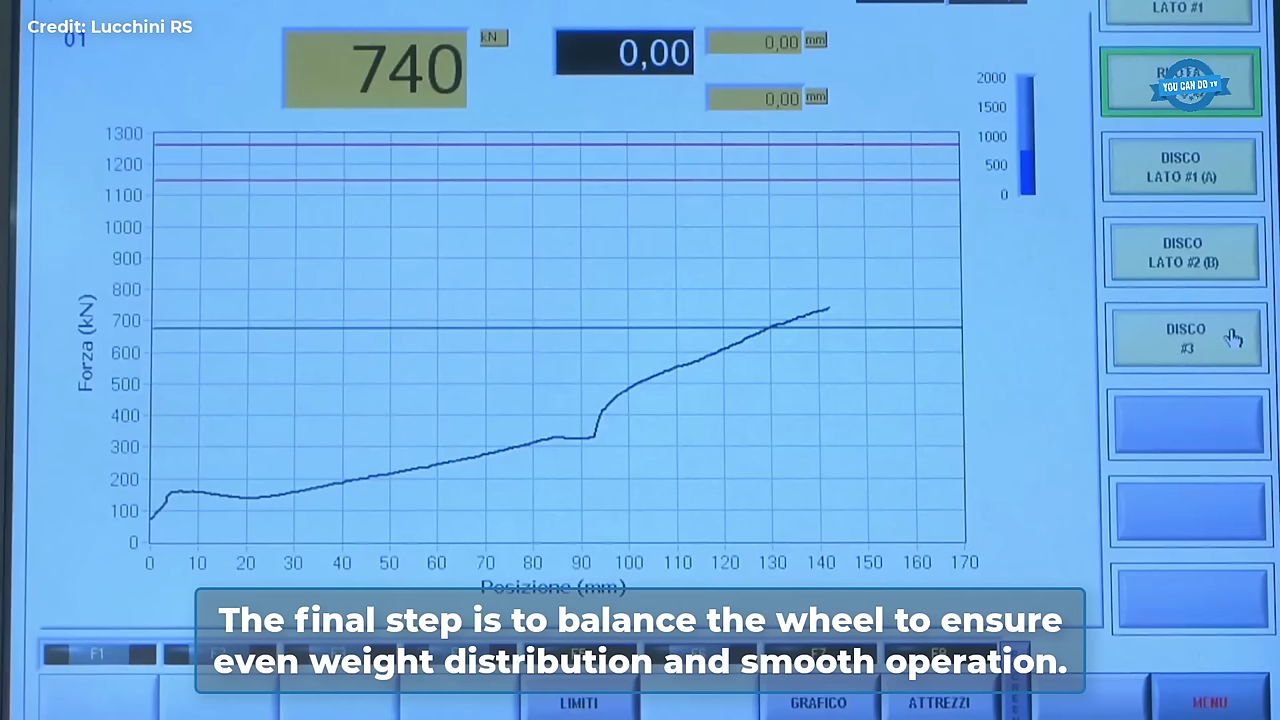 Credit: Lucchini RS
01
740
kN
0,00
0,00 mm
0,00 mm
2000
1500
1000
500
0
LATO #1
YOU CAN DO TV
DISCO
LATO #1 (A)
DISCO
LATO #2 (B)
DISCO
#3
1300
1200
1100
1000
900
800
700
600
500
400
300
200
100
0
Forza (kN)
0 10 20 30 40 50 60 70 80 90 100 110 120 130 140 150 160 170
Posizione (mm)
The final step is to balance the wheel to ensure
even weight distribution and smooth operation.
F1
LIMITI
GRAFICO
ATTREZZI
MENU